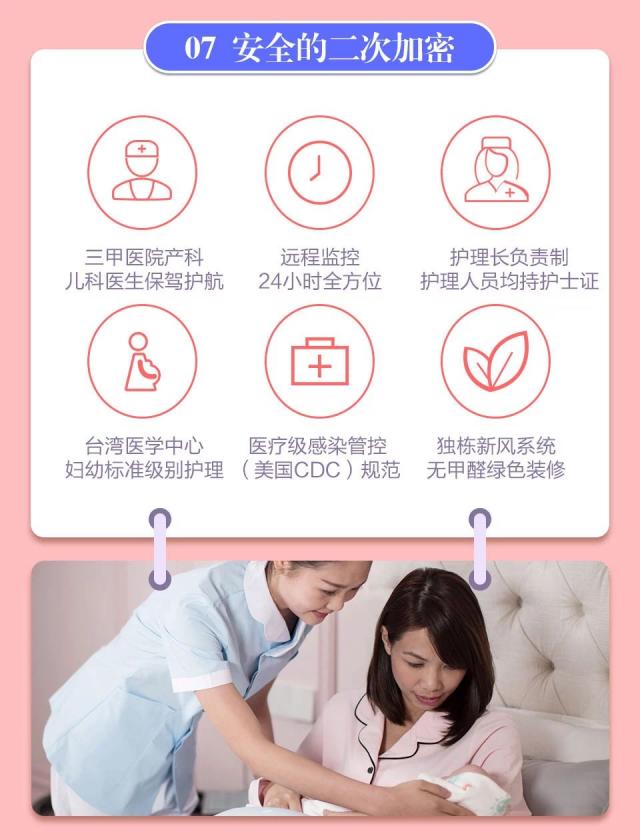 07 安全的二次加密
三甲医院产科
儿科医生保驾护航
远程监控
24小时全方位
护理长负责制
护理人员均持护士证
台湾医学中心
妇幼标准级别护理
医疗级感染管控
（美国CDC）规范
独栋新风系统
无甲醛绿色装修